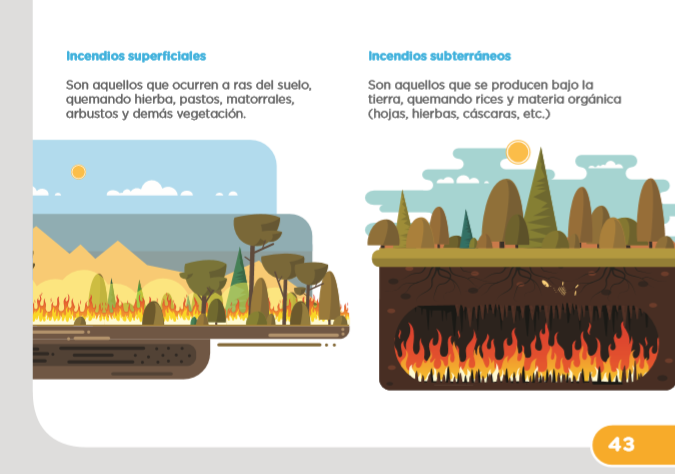 Incendios superficiales
Son aquellos que ocurren a ras del suelo,
quemando hierba, pastos, matorrales,
arbustos y demás vegetación.
Incendios subterráneos
Son aquellos que se producen bajo la
tierra, quemando rices y materia orgánica
(hojas, hierbas, cáscaras, etc.)
43